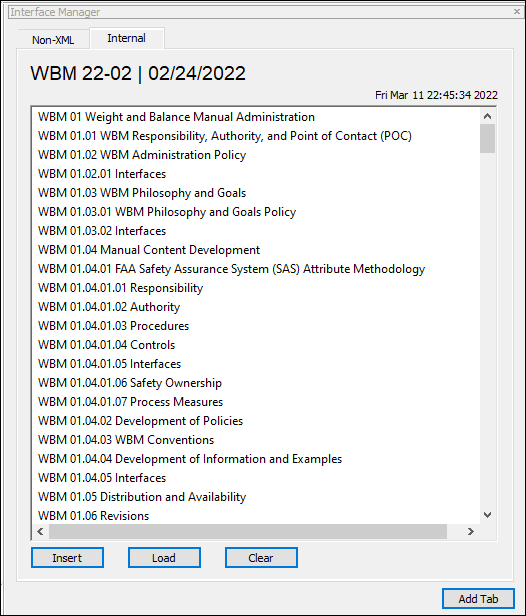 Interface Manager
Non-XML
Internal
WBM 22-02 | 02/24/2022
Fri Mar 11 22:45:34 2022
WBM 01 Weight and Balance Manual Administration
WBM 01.01 WBM Responsibility, Authority, and Point of Contact (POC)
WBM 01.02 WBM Administration Policy
WBM 01.02.01 Interfaces
WBM 01.03 WBM Philosophy and Goals
WBM 01.03.01 WBM Philosophy and Goals Policy
WBM 01.03.02 Interfaces
WBM 01.04 Manual Content Development
WBM 01.04.01 FAA Safety Assurance System (SAS) Attribute Methodology
WBM 01.04.01.01 Responsibility
WBM 01.04.01.02 Authority
WBM 01.04.01.03 Procedures
WBM 01.04.01.04 Controls
WBM 01.04.01.05 Interfaces
WBM 01.04.01.06 Safety Ownership
WBM 01.04.01.07 Process Measures
WBM 01.04.02 Development of Policies
WBM 01.04.03 WBM Conventions
WBM 01.04.04 Development of Information and Examples
WBM 01.04.05 Interfaces
WBM 01.05 Distribution and Availability
WBM 01.06 Revisions
Insert
Load
Clear
Add Tab